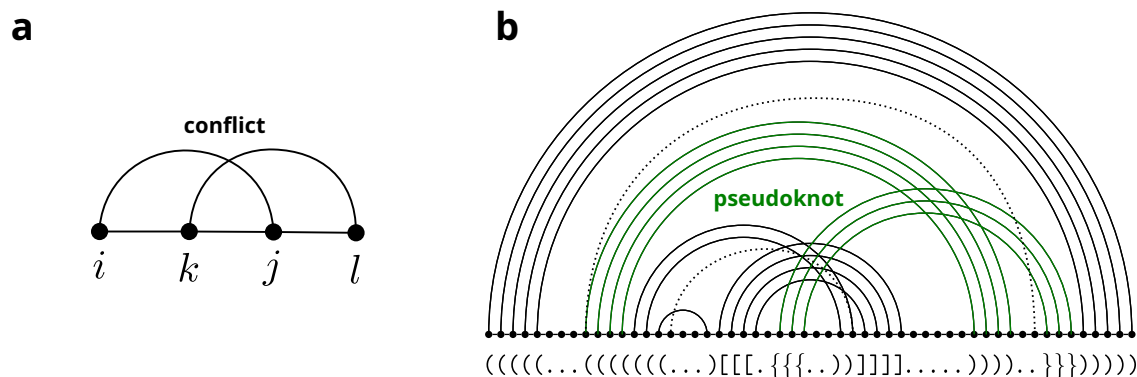 a
b
conflict
pseudoknot
i k j l
(((((...(((((((...)[[[.{{{..))]]]].....))))..}}})))))